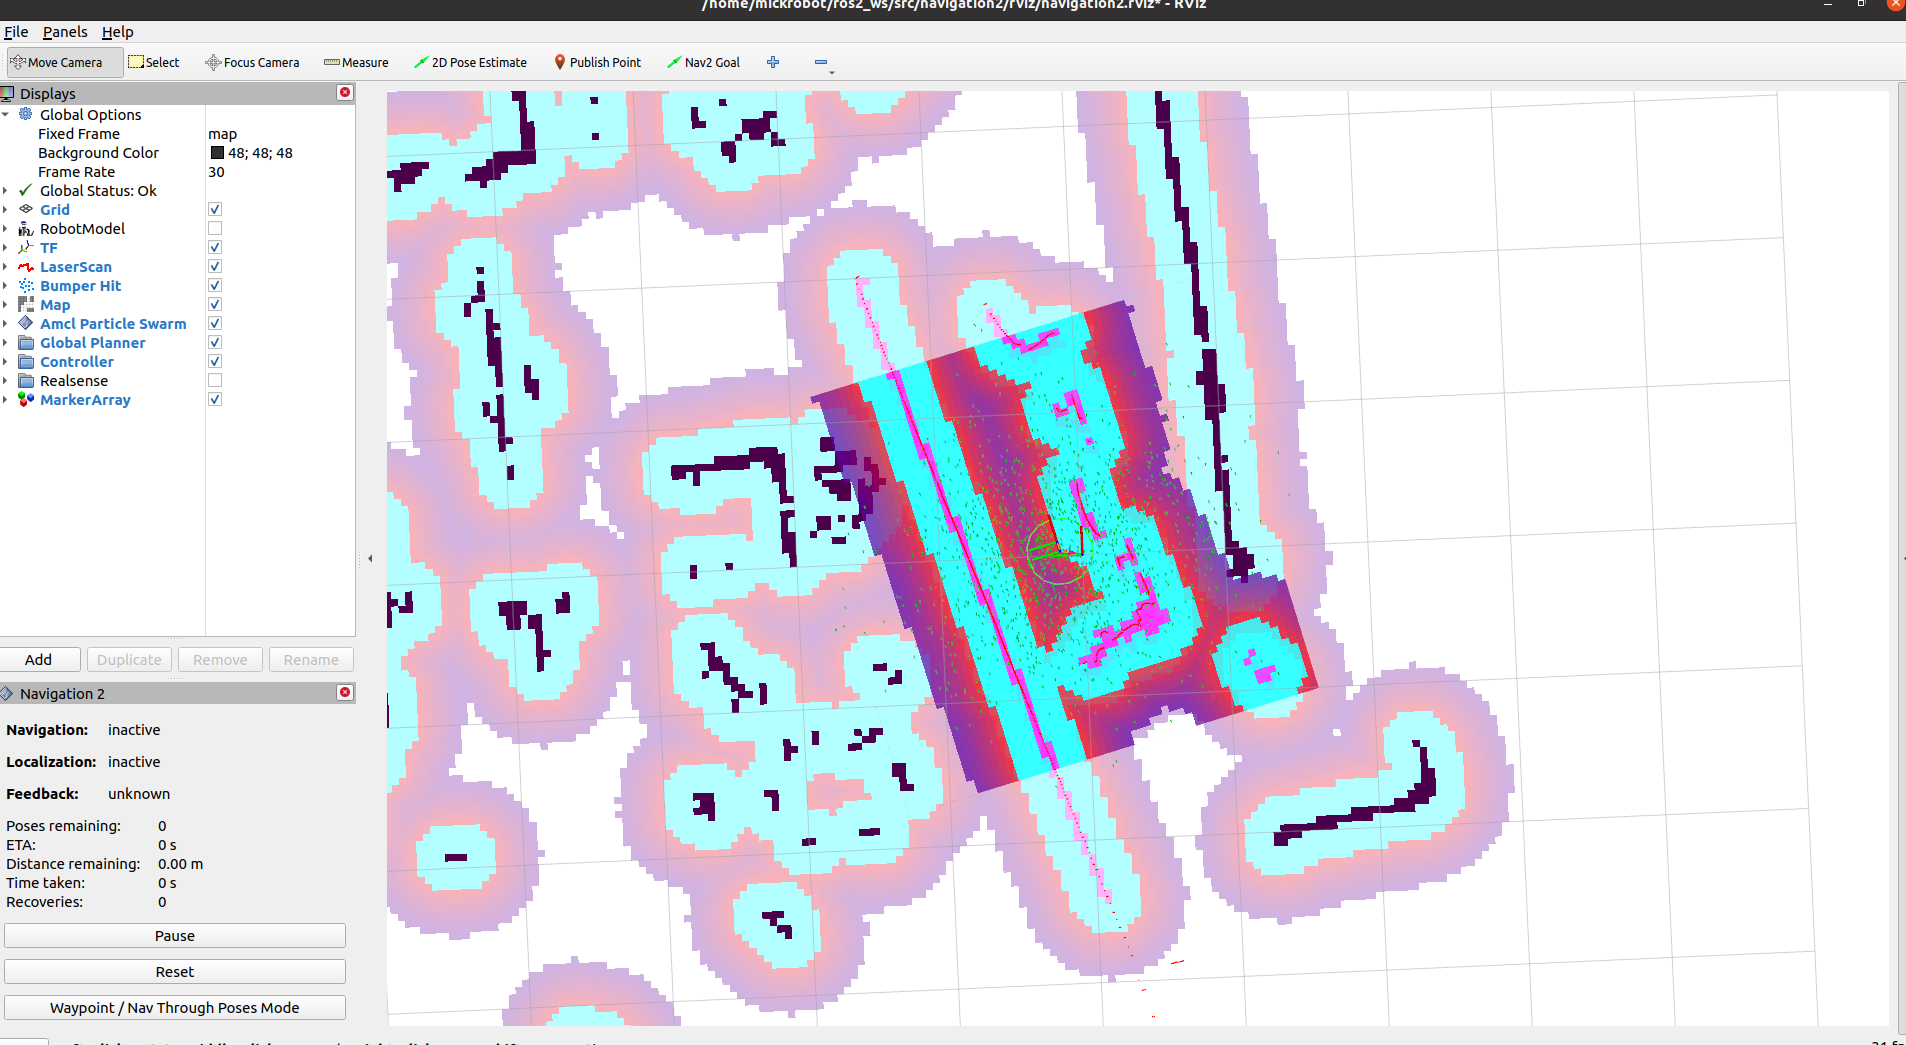 /home/mickrobot/ros2_ws/src/navigation2/rviz/navigation2.rviz* - RViz
File Panels Help
Move Camera Select Focus Camera Measure 2D Pose Estimate Publish Point Nav2 Goal
Displays
Global Options
Fixed Frame map
Background Color 48; 48; 48
Frame Rate 30
Global Status: Ok
Grid
RobotModel
TF
LaserScan
Bumper Hit
Map
Amcl Particle Swarm
Global Planner
Controller
Realsense
MarkerArray
Add Duplicate Remove Rename
Navigation 2
Navigation: inactive
Localization: inactive
Feedback: unknown
Poses remaining: 0
ETA: 0 s
Distance remaining: 0.00 m
Time taken: 0 s
Recoveries: 0
Pause
Reset
Waypoint / Nav Through Poses Mode